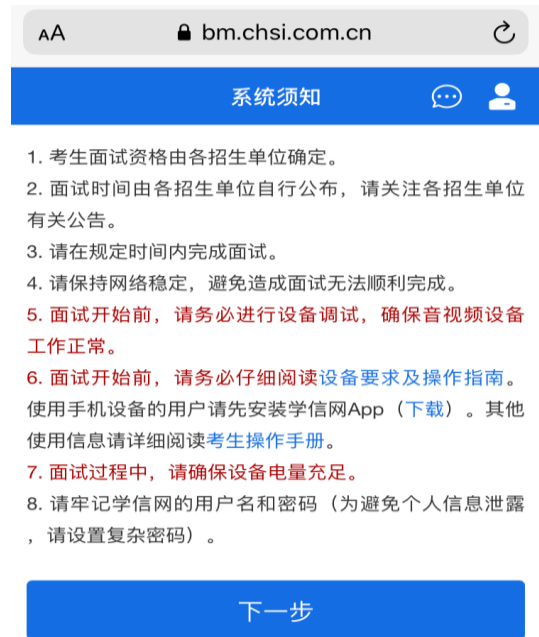 AA bm.chsi.com.cn
系统须知
1. 考生面试资格由各招生单位确定。
2. 面试时间由各招生单位自行公布，请关注各招生单位
有关公告。
3. 请在规定时间内完成面试。
4. 请保持网络稳定，避免造成面试无法顺利完成。
5. 面试开始前，请务必进行设备调试，确保音视频设备
工作正常。
6. 面试开始前，请务必仔细阅读设备要求及操作指南。
使用手机设备的用户请先安装学信网App（下载）。其他
使用信息请详细阅读考生操作手册。
7. 面试过程中，请确保设备电量充足。
8. 请牢记学信网的用户名和密码（为避免个人信息泄露
，请设置复杂密码）。
下一步